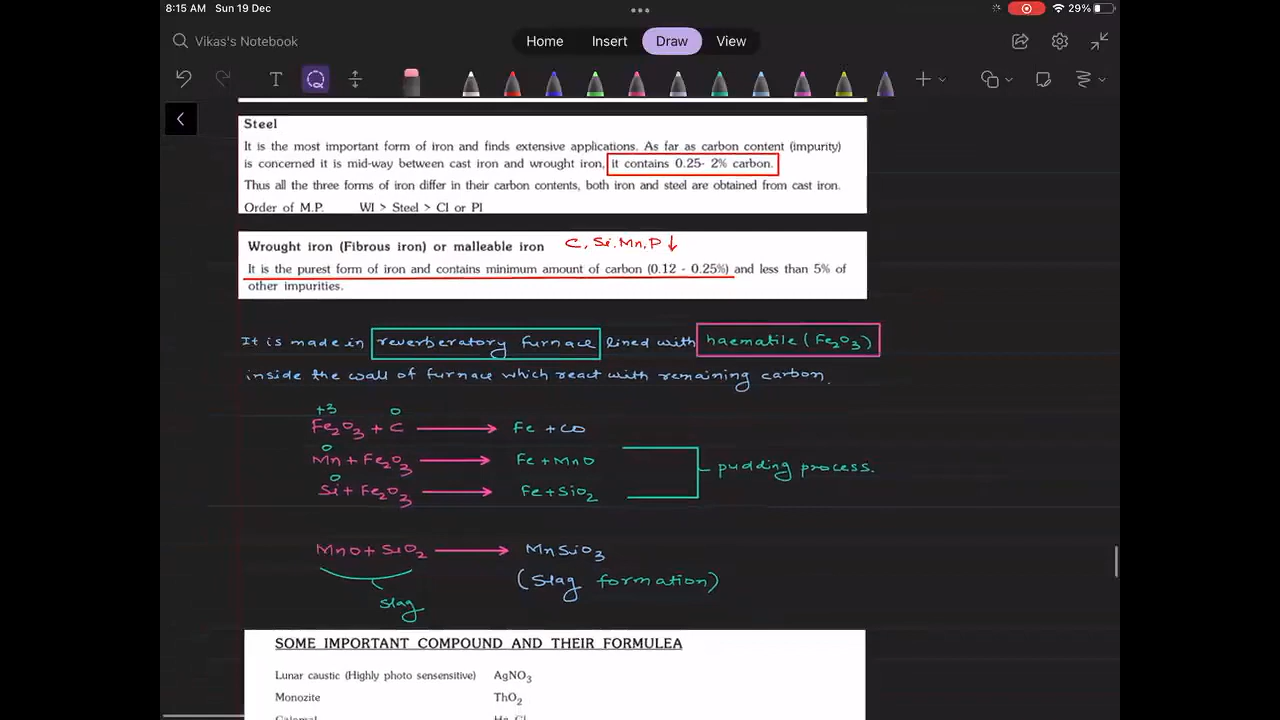 8:15 AM Sun 19 Dec
29%
Vikas's Notebook
Home Insert Draw View
Steel
It is the most important form of iron and finds extensive applications. As far as carbon content (impurity)
is concerned it is mid-way between cast iron and wrought iron, it contains 0.25- 2% carbon.
Thus all the three forms of iron differ in their carbon contents, both iron and steel are obtained from cast iron.
Order of M.P. WI > Steel > CI or PI
Wrought iron (Fibrous iron) or malleable iron C, Si, Mn, P ↓
It is the purest form of iron and contains minimum amount of carbon (0.12 - 0.25%) and less than 5% of
other impurities.
It is made in reverberatory furnace lined with haematile (Fe₂O₃)
inside the wall of furnace which react with remaining carbon.
+3 0
Fe₂O₃ + C → Fe + CO
0
Mn + Fe₂O₃ → Fe + MnO
pudding process.
0
Si + Fe₂O₃ → Fe + SiO₂
MnO + SiO₂ → MnSiO₃
(Slag formation)
slag
SOME IMPORTANT COMPOUND AND THEIR FORMULEA
Lunar caustic (Highly photo sensensitive) AgNO₃
Monozite ThO₂